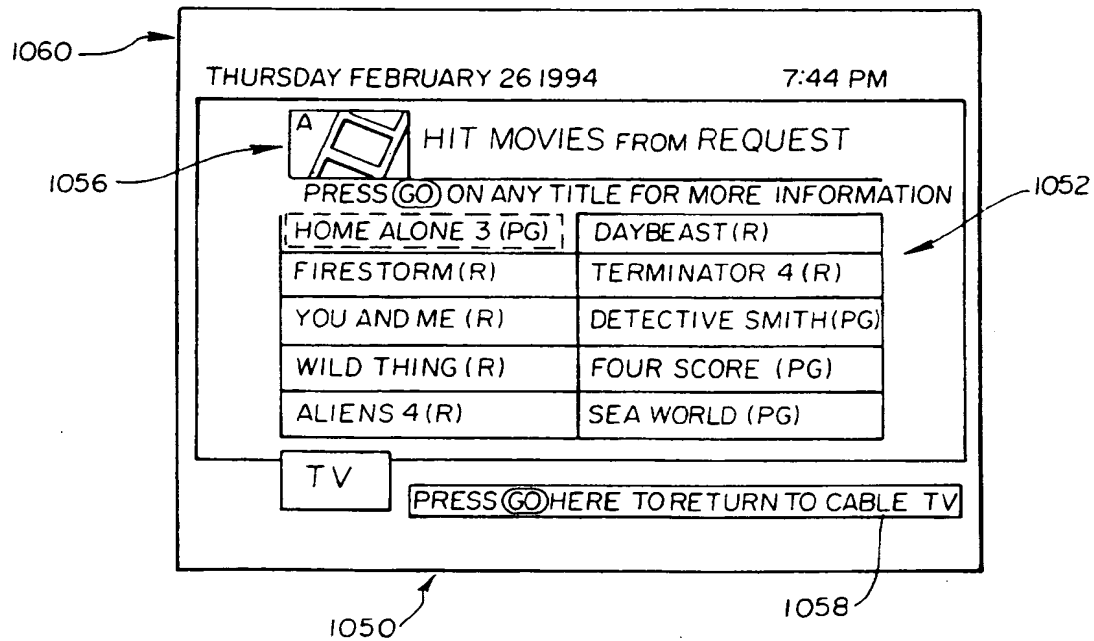 1060
THURSDAY FEBRUARY 26 1994 7:44 PM
A
HIT MOVIES FROM REQUEST
1056
PRESS GO ON ANY TITLE FOR MORE INFORMATION
1052
HOME ALONE 3 (PG) DAYBEAST (R)
FIRESTORM (R) TERMINATOR 4 (R)
YOU AND ME (R) DETECTIVE SMITH (PG)
WILD THING (R) FOUR SCORE (PG)
ALIENS 4 (R) SEA WORLD (PG)
TV
PRESS GO HERE TO RETURN TO CABLE TV
1050
1058